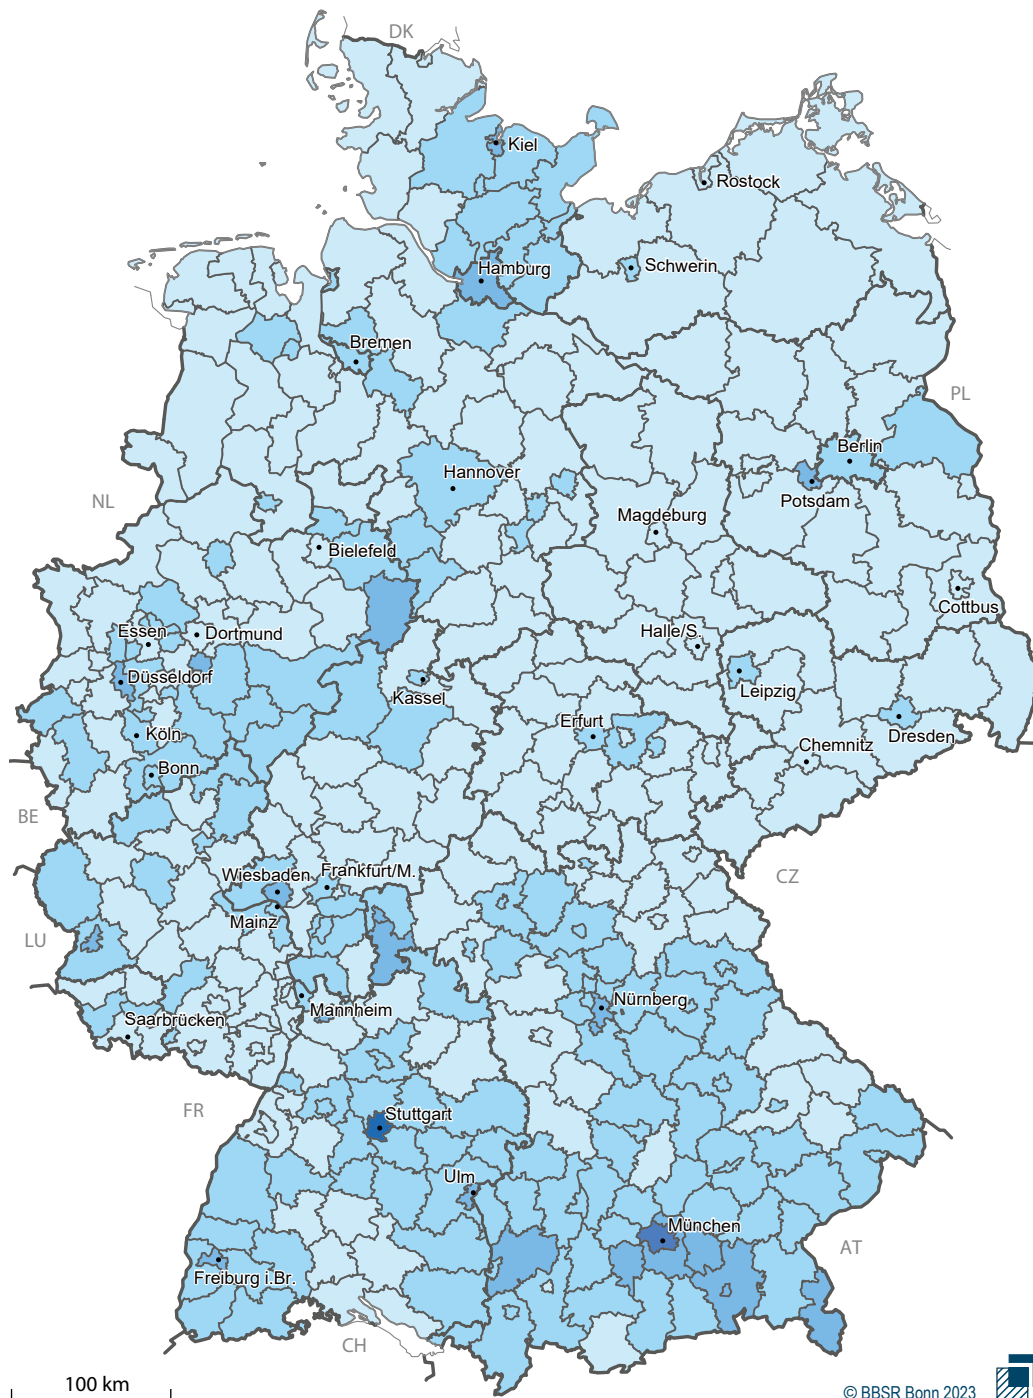 DK
Kiel
Rostock
Hamburg
Schwerin
Bremen
PL
Berlin
Hannover
NL
Potsdam
Magdeburg
Bielefeld
Cottbus
Essen
Dortmund
Halle/S.
Düsseldorf
Kassel
Leipzig
Erfurt
Köln
Dresden
Chemnitz
Bonn
BE
Wiesbaden
Frankfurt/M.
CZ
Mainz
LU
Nürnberg
Mannheim
Saarbrücken
FR
Stuttgart
Ulm
München
AT
Freiburg i.Br.
CH
100 km
© BBSR Bonn 2023